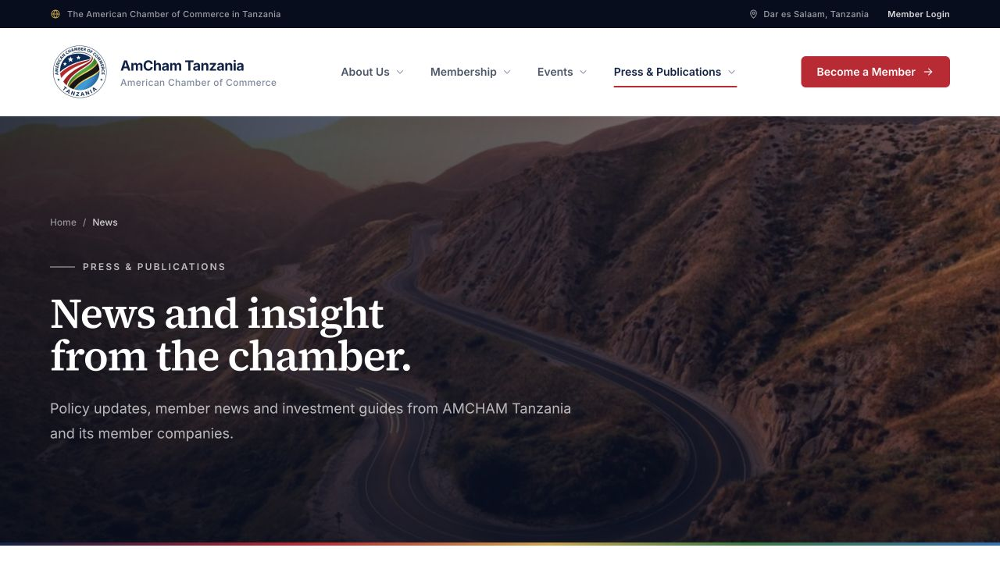 The American Chamber of Commerce in Tanzania
Dar es Salaam, Tanzania
Member Login
AMERICAN CHAMBER OF COMMERCE
TANZANIA
AmCham Tanzania
American Chamber of Commerce
About Us
Membership
Events
Press & Publications
Become a Member
Home / News
PRESS & PUBLICATIONS
News and insight
from the chamber.
Policy updates, member news and investment guides from AMCHAM Tanzania
and its member companies.